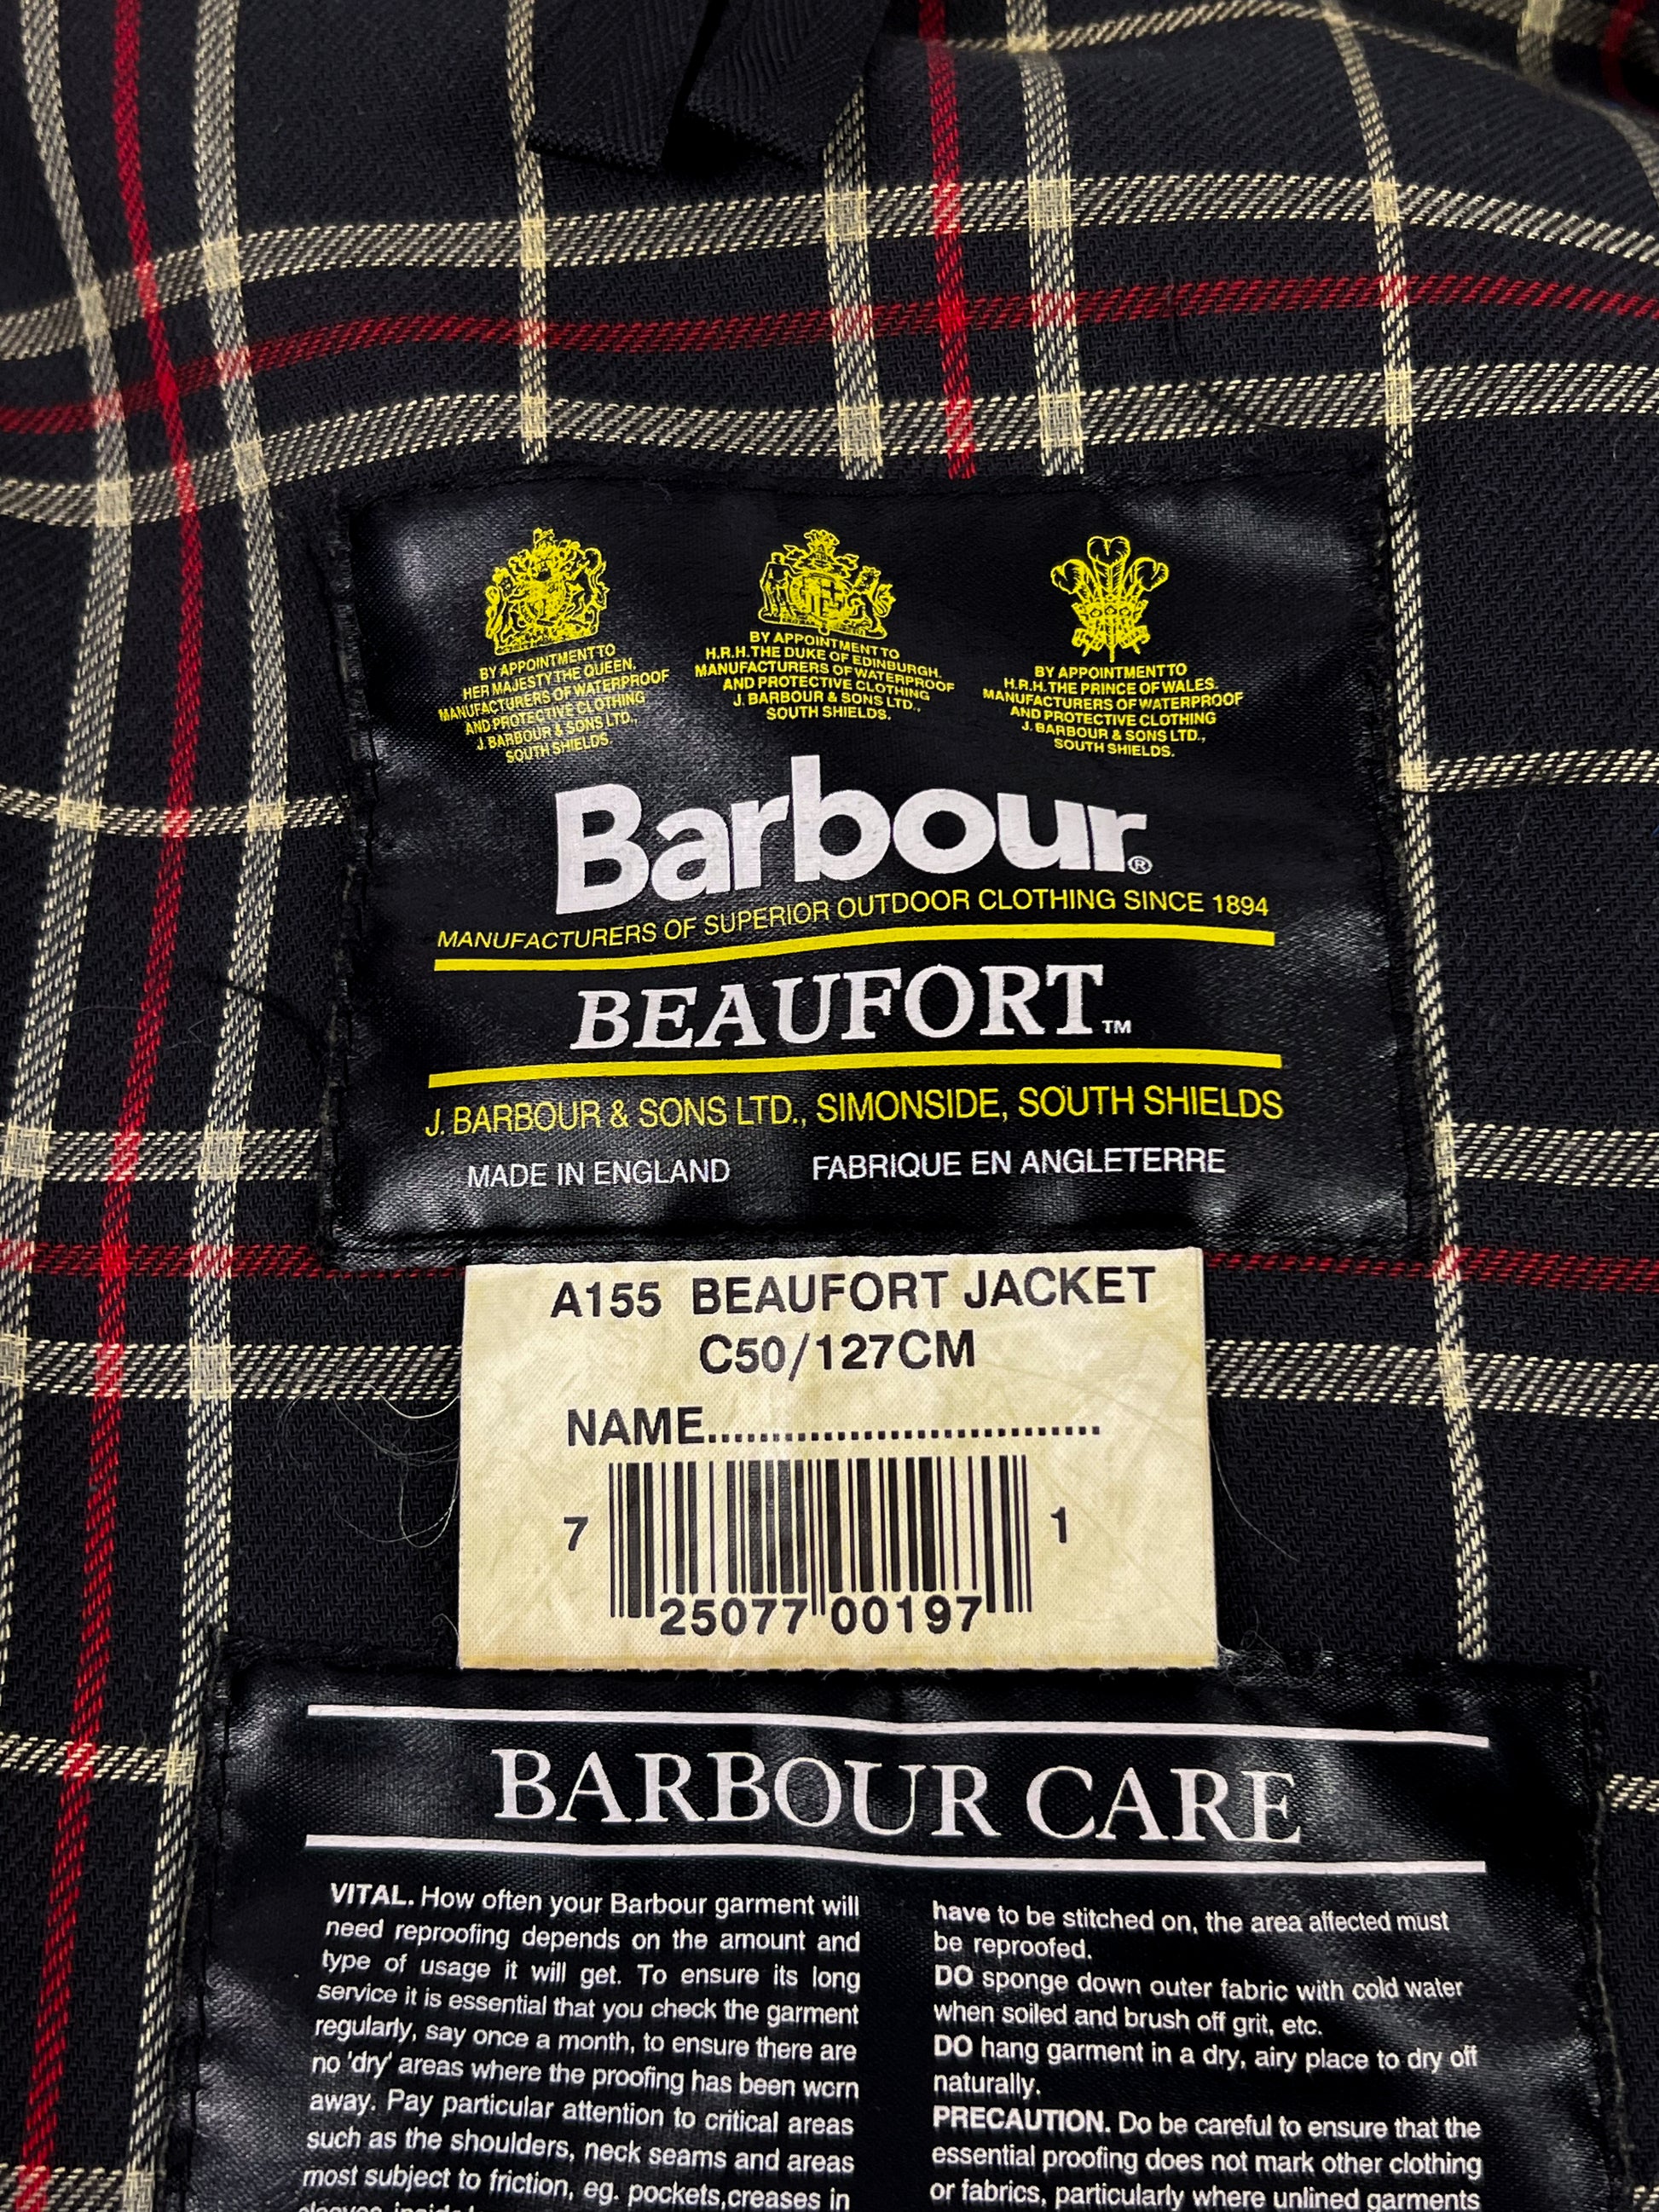 BY APPOINTMENT TO
HER MAJESTY THE QUEEN.
MANUFACTURERS OF WATERPROOF
AND PROTECTIVE CLOTHING
J. BARBOUR & SONS LTD.,
SOUTH SHIELDS.
BY APPOINTMENT TO
H.R.H. THE DUKE OF EDINBURGH.
MANUFACTURERS OF WATERPROOF
AND PROTECTIVE CLOTHING
J. BARBOUR & SONS LTD.,
SOUTH SHIELDS.
BY APPOINTMENT TO
H.R.H. THE PRINCE OF WALES.
MANUFACTURERS OF WATERPROOF
AND PROTECTIVE CLOTHING
J. BARBOUR & SONS LTD.,
SOUTH SHIELDS.
Barbour®
MANUFACTURERS OF SUPERIOR OUTDOOR CLOTHING SINCE 1894
BEAUFORT™
J. BARBOUR & SONS LTD., SIMONSIDE, SOUTH SHIELDS
MADE IN ENGLAND FABRIQUE EN ANGLETERRE
A155 BEAUFORT JACKET
C50/127CM
NAME..............................
7 25077 00197 1
BARBOUR CARE
VITAL. How often your Barbour garment will
need reproofing depends on the amount and
type of usage it will get. To ensure its long
service it is essential that you check the garment
regularly, say once a month, to ensure there are
no 'dry' areas where the proofing has been worn
away. Pay particular attention to critical areas
such as the shoulders, neck seams and areas
most subject to friction, eg. pockets,creases in
have to be stitched on, the area affected must
be reproofed.
DO sponge down outer fabric with cold water
when soiled and brush off grit, etc.
DO hang garment in a dry, airy place to dry off
naturally.
PRECAUTION. Do be careful to ensure that the
essential proofing does not mark other clothing
or fabrics, particularly where unlined garments